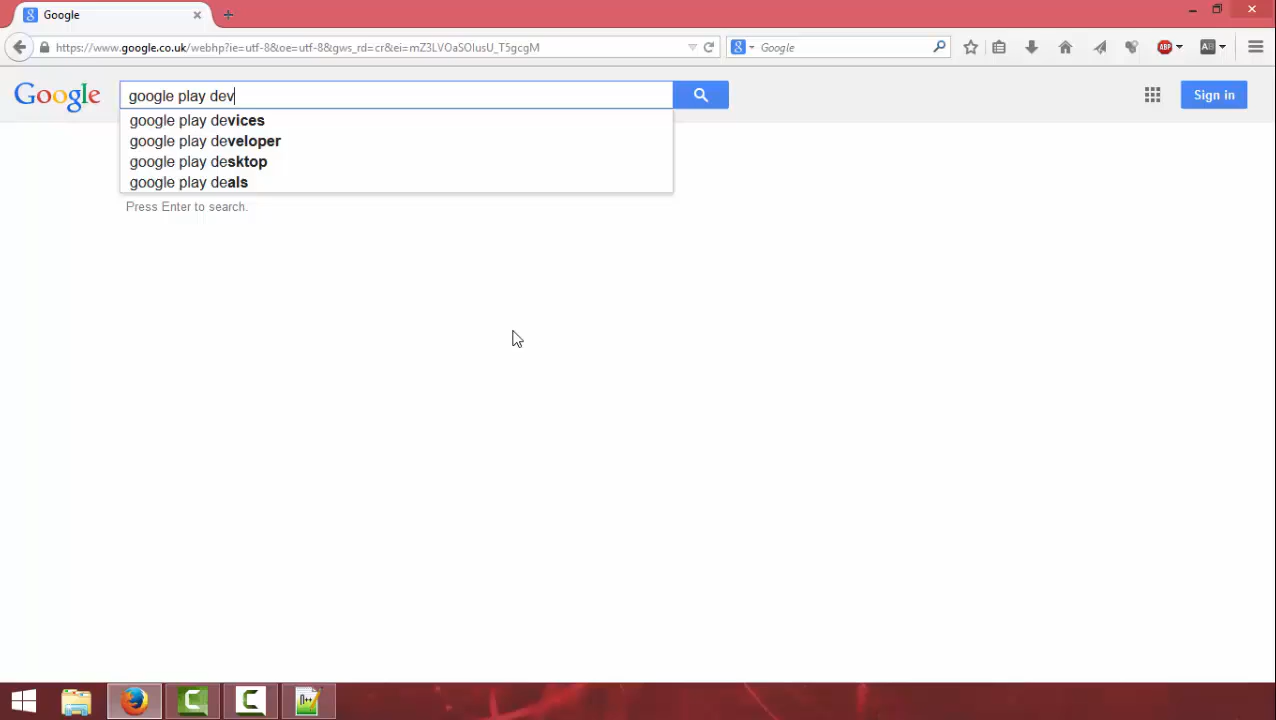 Google
https://www.google.co.uk/webhp?ie=utf-8&oe=utf-8&gws_rd=cr&ei=mZ3LVOaSOIusU_T5gcgM
Google
ABP
Google
google play dev
Sign in
google play devices
google play developer
google play desktop
google play deals
Press Enter to search.